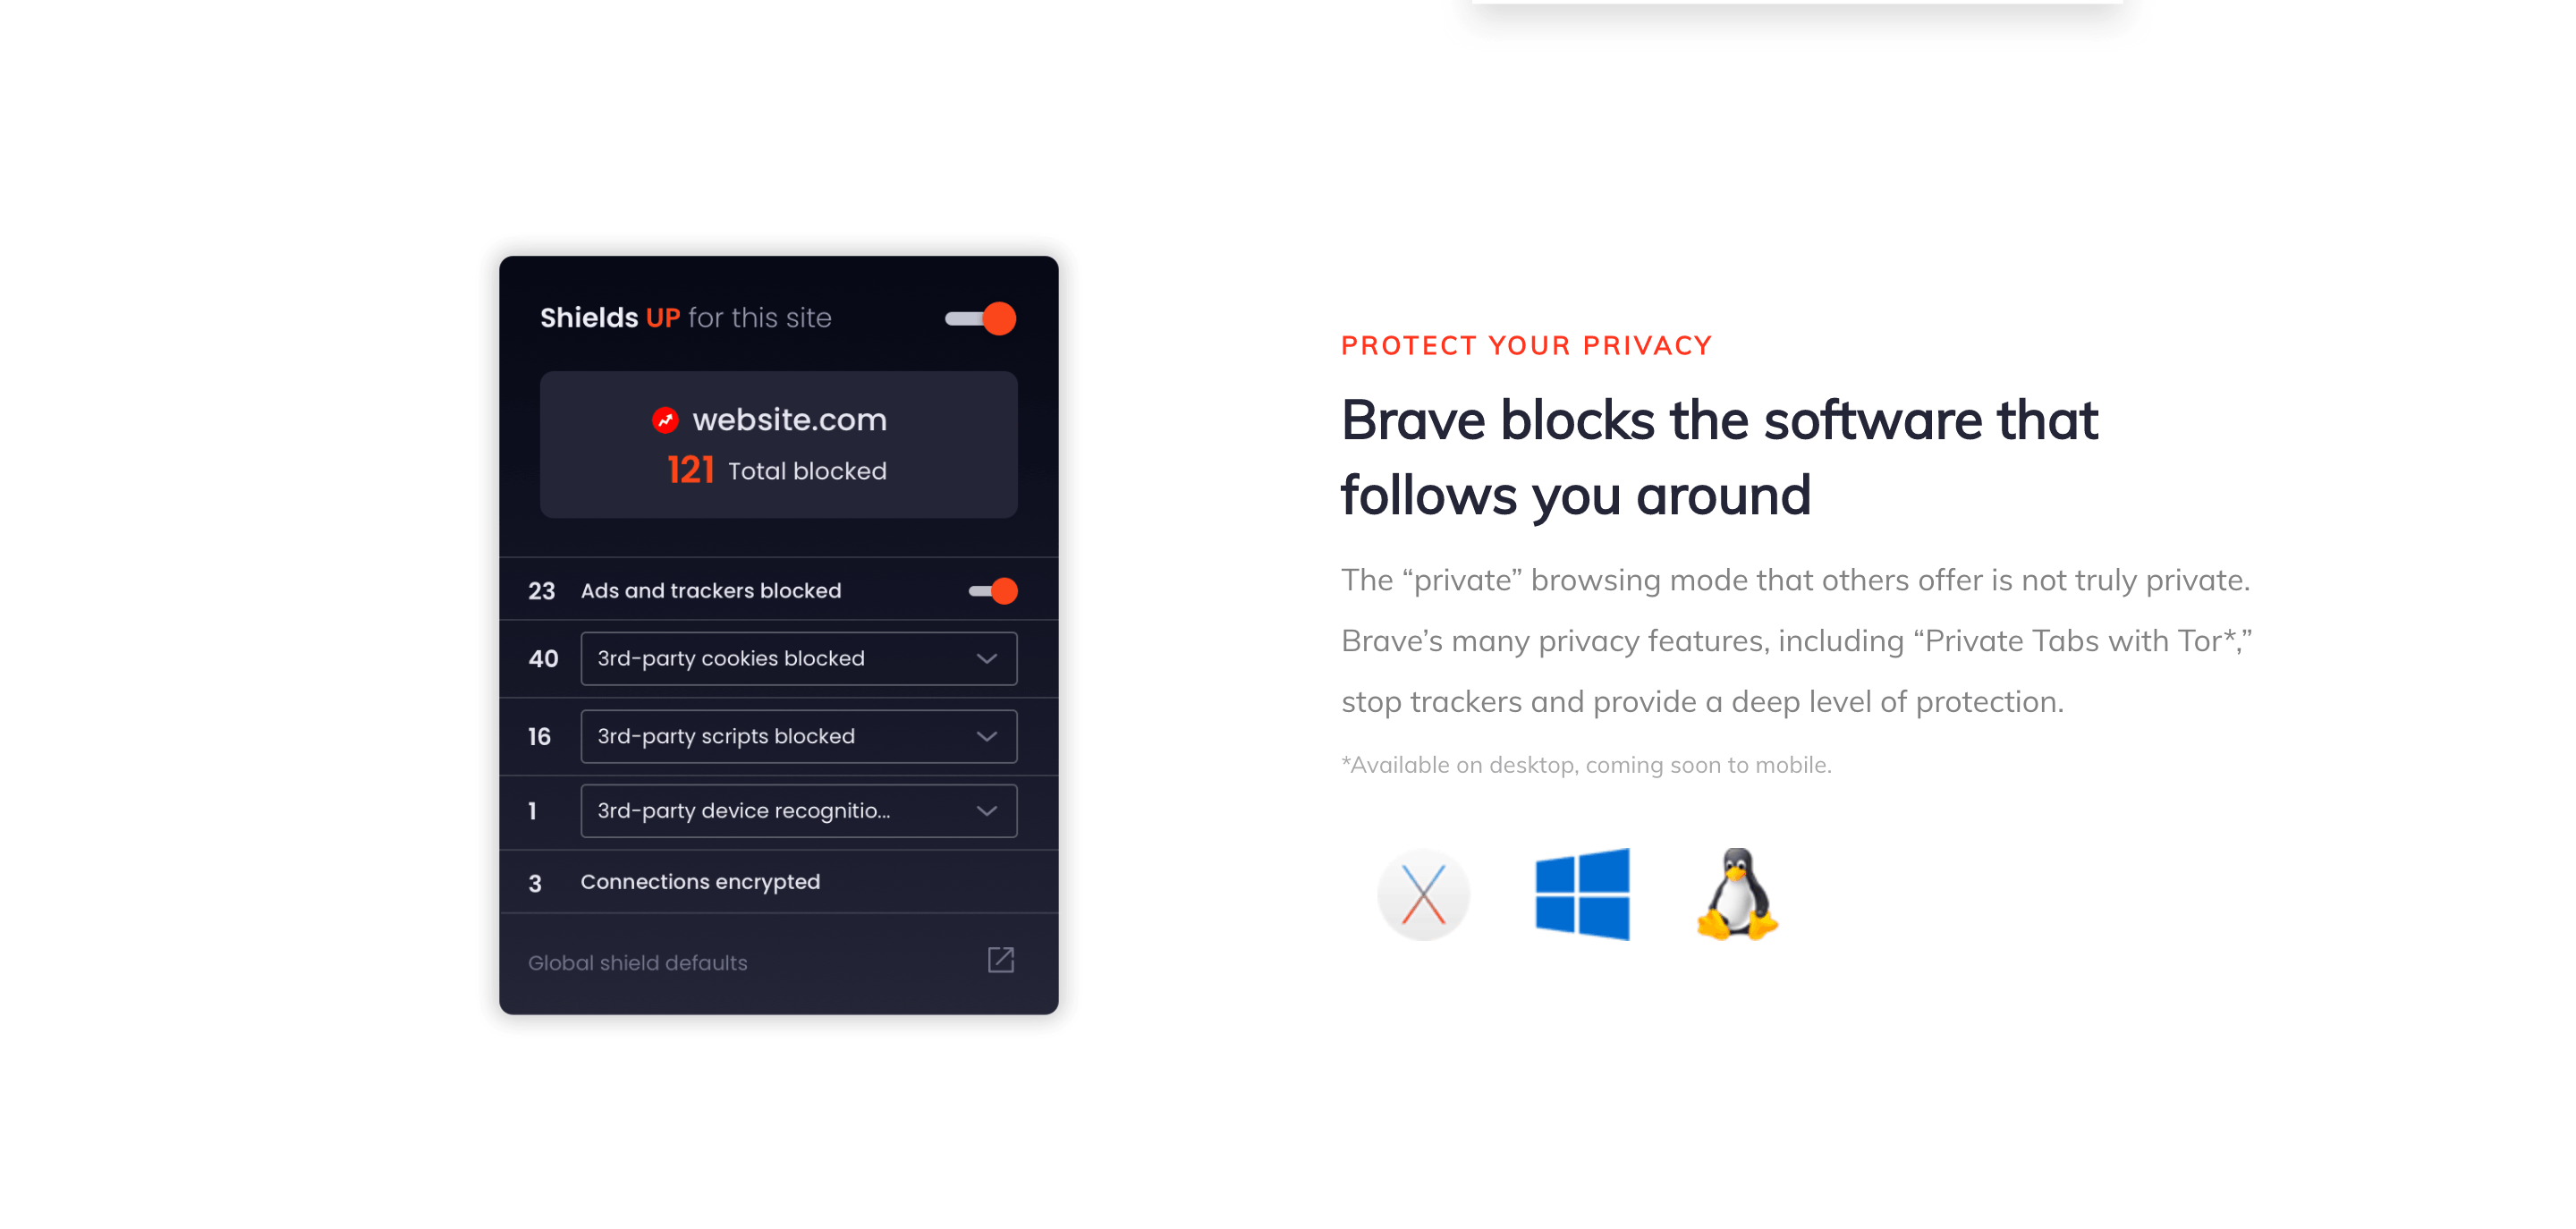 Shields UP for this site
website.com
121 Total blocked
23 Ads and trackers blocked
40 3rd-party cookies blocked
16 3rd-party scripts blocked
1 3rd-party device recognitio...
3 Connections encrypted
Global shield defaults
PROTECT YOUR PRIVACY
Brave blocks the software that
follows you around
The “private” browsing mode that others offer is not truly private.
Brave’s many privacy features, including “Private Tabs with Tor*,”
stop trackers and provide a deep level of protection.
*Available on desktop, coming soon to mobile.